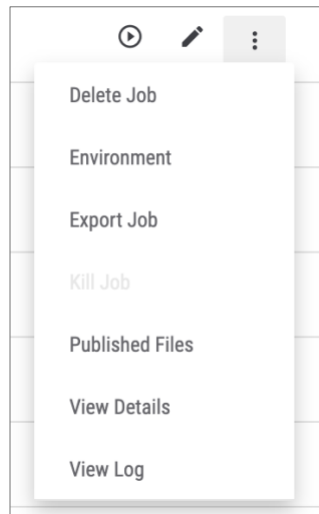 Delete Job
Environment
Export Job
Kill Job
Published Files
View Details
View Log